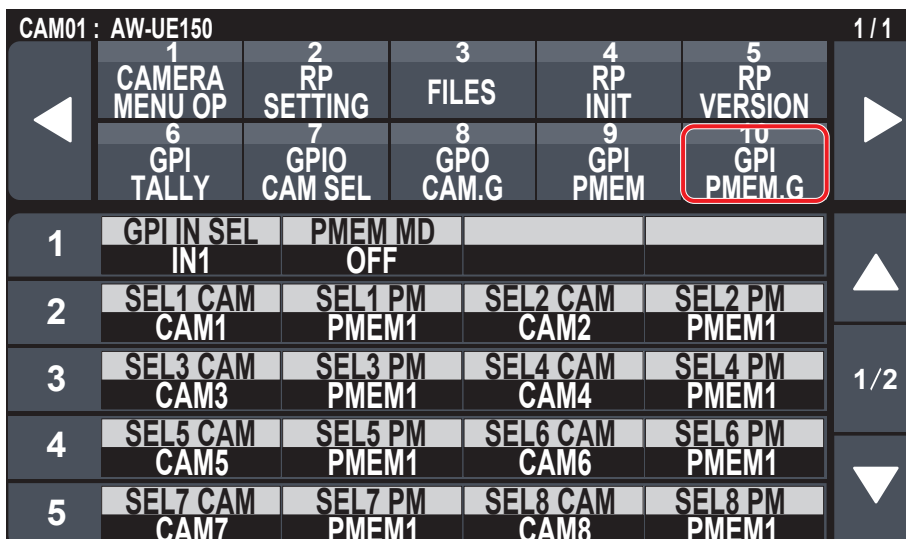 CAM01 : AW-UE150 1 / 1
1 2 3 4 5
CAMERA MENU OP RP SETTING FILES RP INIT RP VERSION
6 7 8 9 10
GPI TALLY GPIO CAM SEL GPO CAM.G GPI PMEM GPI PMEM.G
1 GPI IN SEL PMEM MD
IN1 OFF
2 SEL1 CAM SEL1 PM SEL2 CAM SEL2 PM
CAM1 PMEM1 CAM2 PMEM1
3 SEL3 CAM SEL3 PM SEL4 CAM SEL4 PM
CAM3 PMEM1 CAM4 PMEM1
1/2
4 SEL5 CAM SEL5 PM SEL6 CAM SEL6 PM
CAM5 PMEM1 CAM6 PMEM1
5 SEL7 CAM SEL7 PM SEL8 CAM SEL8 PM
CAM7 PMEM1 CAM8 PMEM1